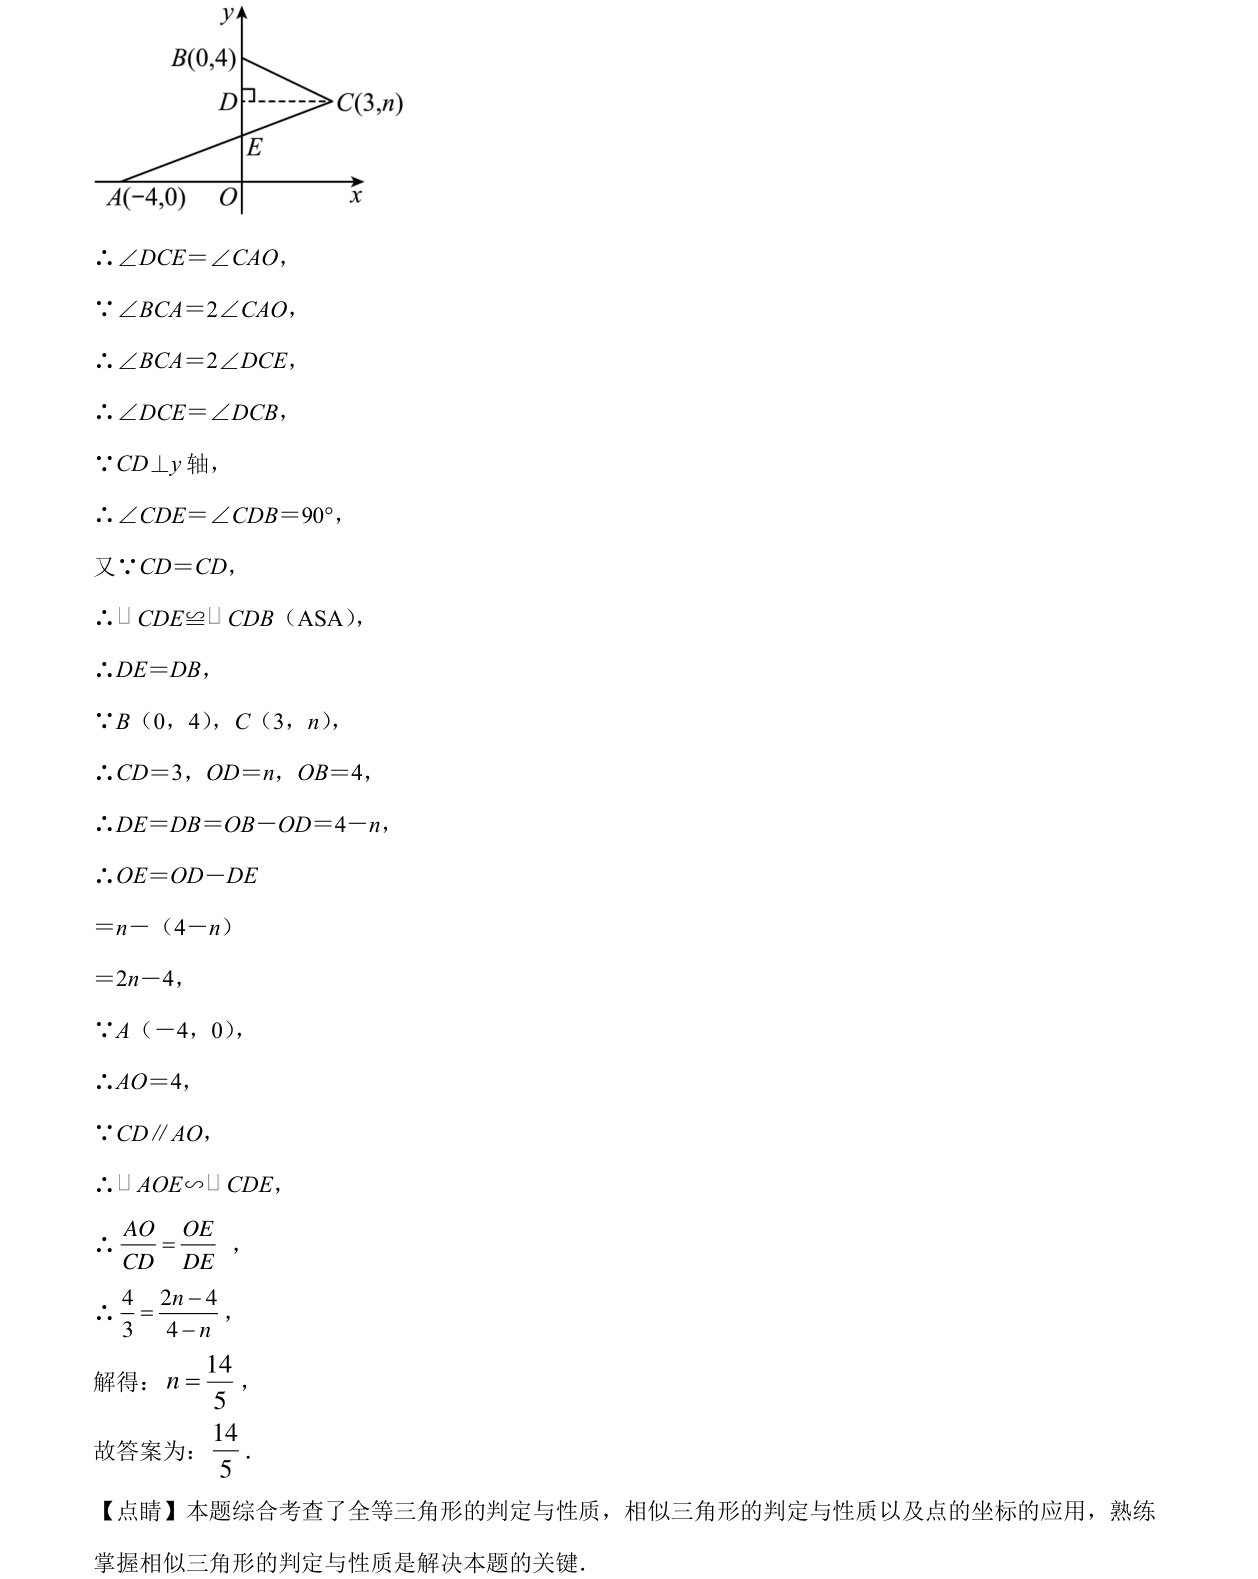 y
B(0,4)
D
C(3,n)
E
A(−4,0)
O
x
∴∠DCE=∠CAO,
∵∠BCA=2∠CAO,
∴∠BCA=2∠DCE,
∴∠DCE=∠DCB,
∵CD⊥y轴,
∴∠CDE=∠CDB=90°,
又∵CD=CD,
∴⊔CDE≌⊔CDB（ASA）,
∴DE=DB,
∵B（0，4），C（3，n）,
∴CD=3，OD=n，OB=4,
∴DE=DB=OB-OD=4-n,
∴OE=OD-DE
=n-（4-n）
=2n-4,
∵A（-4，0）,
∴AO=4,
∵CD∥AO,
∴⊔AOE∽⊔CDE,
∴AO/CD=OE/DE ,
∴4/3=(2n-4)/(4-n),
解得：n=14/5,
故答案为：14/5.
【点睛】本题综合考查了全等三角形的判定与性质，相似三角形的判定与性质以及点的坐标的应用，熟练
掌握相似三角形的判定与性质是解决本题的关键.